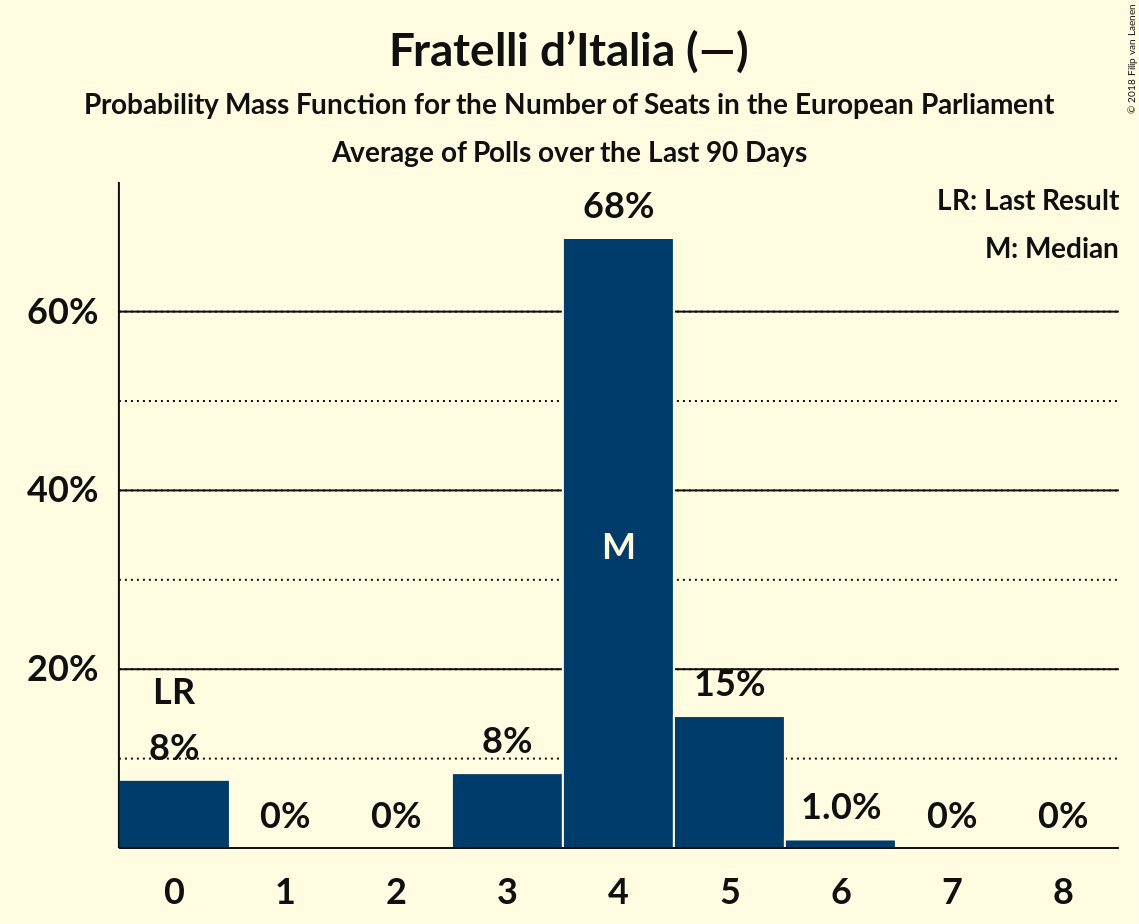 Fratelli d’Italia (—)
Probability Mass Function for the Number of Seats in the European Parliament
Average of Polls over the Last 90 Days
© 2018 Filip van Laenen
LR: Last Result
M: Median
68%
60%
40%
M
20%
LR
15%
8%
8%
0%
0%
1.0%
0%
0%
0 1 2 3 4 5 6 7 8